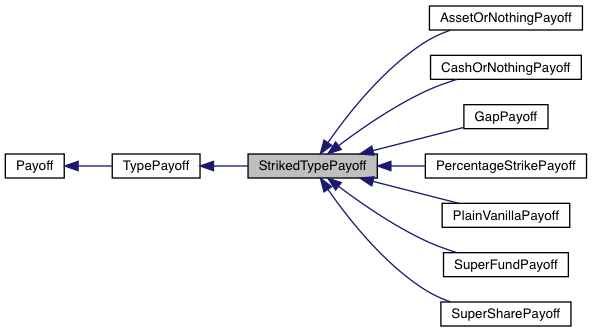 AssetOrNothingPayoff
CashOrNothingPayoff
GapPayoff
Payoff
TypePayoff
StrikedTypePayoff
PercentageStrikePayoff
PlainVanillaPayoff
SuperFundPayoff
SuperSharePayoff